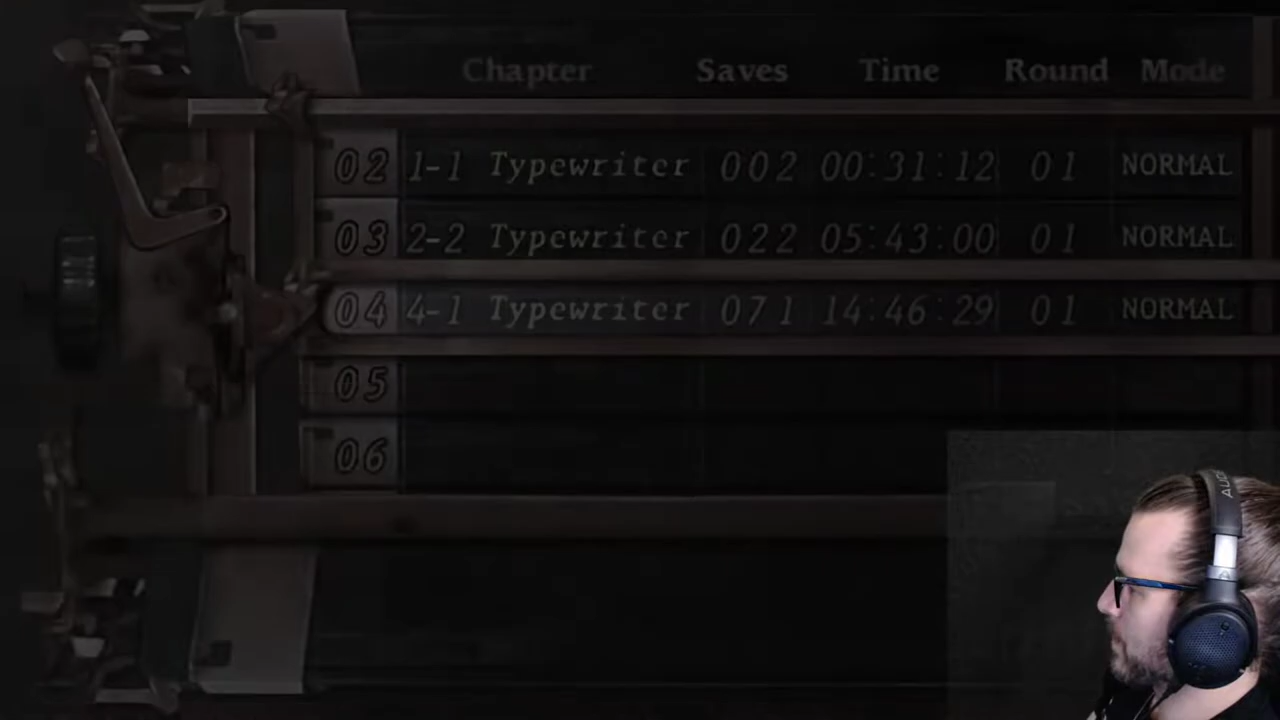 Chapter Saves Time Round Mode
02 1-1 Typewriter 002 00:31:12 01 NORMAL
03 2-2 Typewriter 022 05:43:00 01 NORMAL
04 4-1 Typewriter 071 14:46:29 01 NORMAL
05
06